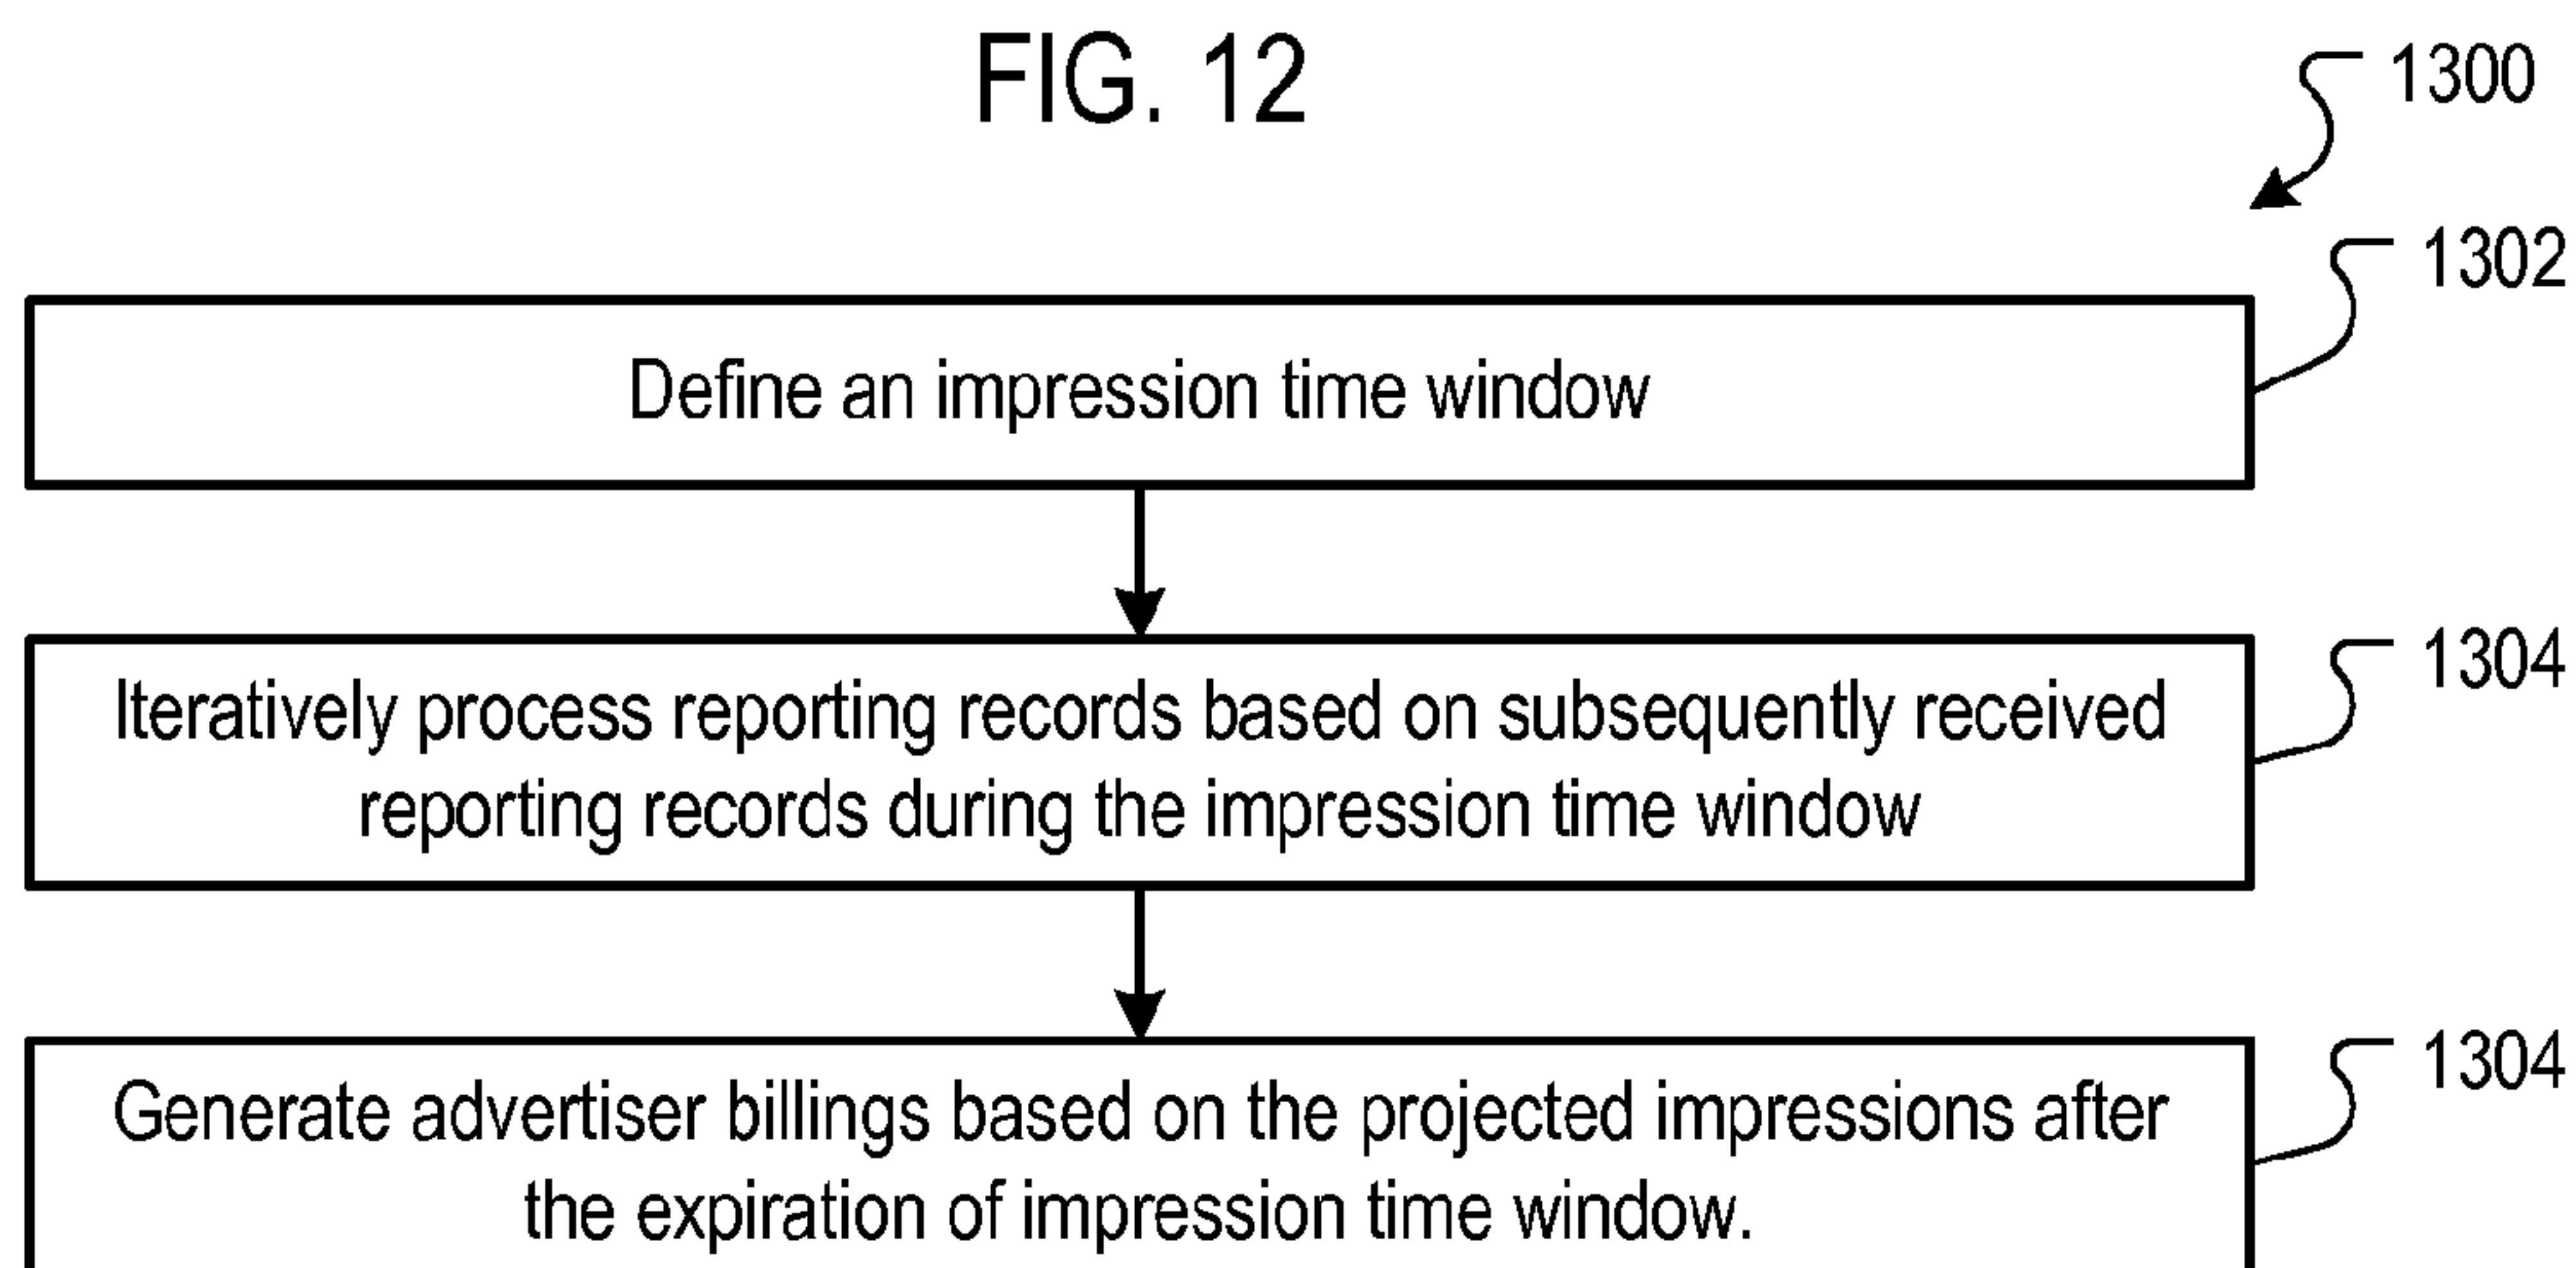 FIG. 12
1300
1302
Define an impression time window
1304
Iteratively process reporting records based on subsequently received
reporting records during the impression time window
1304
Generate advertiser billings based on the projected impressions after
the expiration of impression time window.